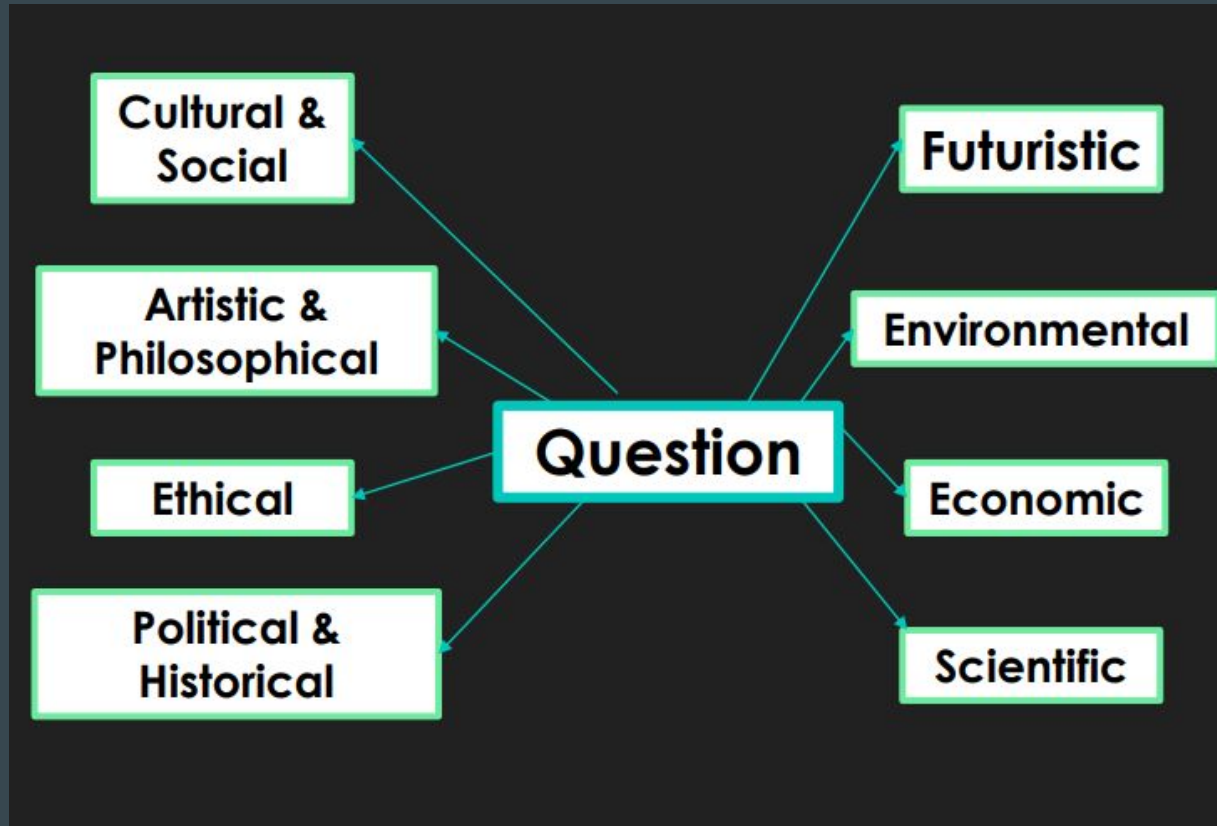 Cultural &
Social
Artistic &
Philosophical
Ethical
Political &
Historical
Question
Futuristic
Environmental
Economic
Scientific